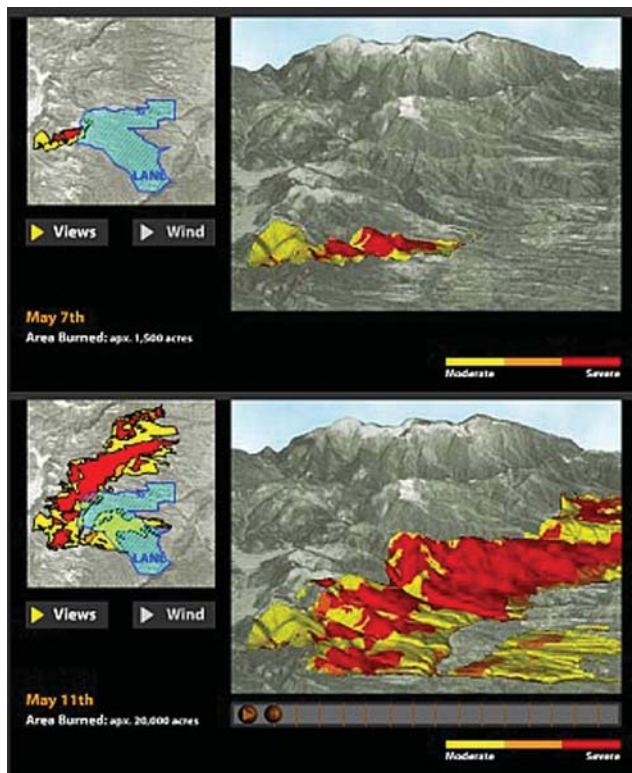 LANL
Views
Wind
May 7th
Area Burned: apx. 1,500 acres
Moderate
Severe
LANL
Views
Wind
May 11th
Area Burned: apx. 20,000 acres
Moderate
Severe